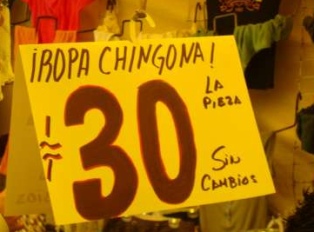 ¡ROPA CHINGONA!
$30
LA
PIEZA
SIN
CAMBIOS